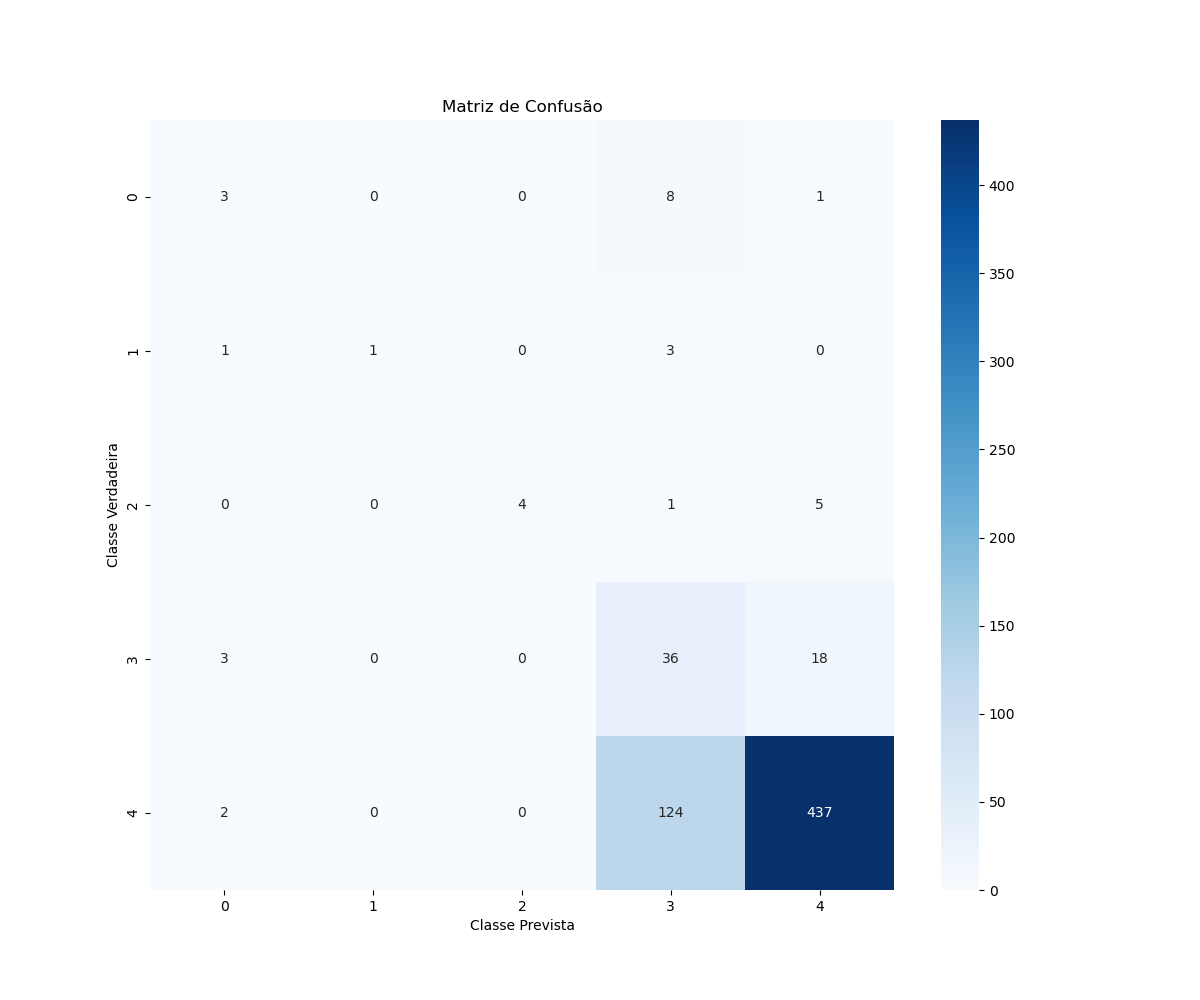 Matriz de Confusão
0 3 0 0 8 1
1 1 1 0 3 0
2 0 0 4 1 5
3 3 0 0 36 18
4 2 0 0 124 437
0 1 2 3 4
Classe Prevista
Classe Verdadeira
400
350
300
250
200
150
100
50
0